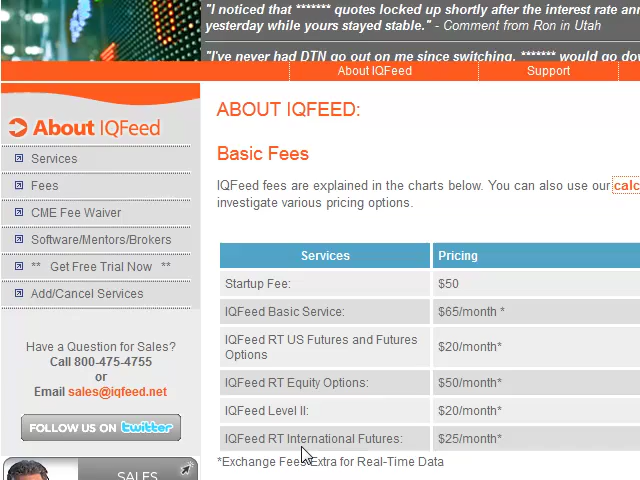 "I noticed that ******* quotes locked up shortly after the interest rate
yesterday while yours stayed stable." - Comment from Ron in Utah
"I've never had DTN go out on me since switching. ******* would go
About IQFeed
Support
About IQFeed
Services
Fees
CME Fee Waiver
Software/Mentors/Brokers
** Get Free Trial Now **
Add/Cancel Services
Have a Question for Sales?
Call 800-475-4755
or
Email sales@iqfeed.net
FOLLOW US ON twitter
SALES
ABOUT IQFEED:
Basic Fees
IQFeed fees are explained in the charts below. You can also use our calc
investigate various pricing options.
Services Pricing
Startup Fee: $50
IQFeed Basic Service: $65/month *
IQFeed RT US Futures and Futures
Options $20/month*
IQFeed RT Equity Options: $50/month*
IQFeed Level II: $20/month*
IQFeed RT International Futures: $25/month*
*Exchange Fees Extra for Real-Time Data